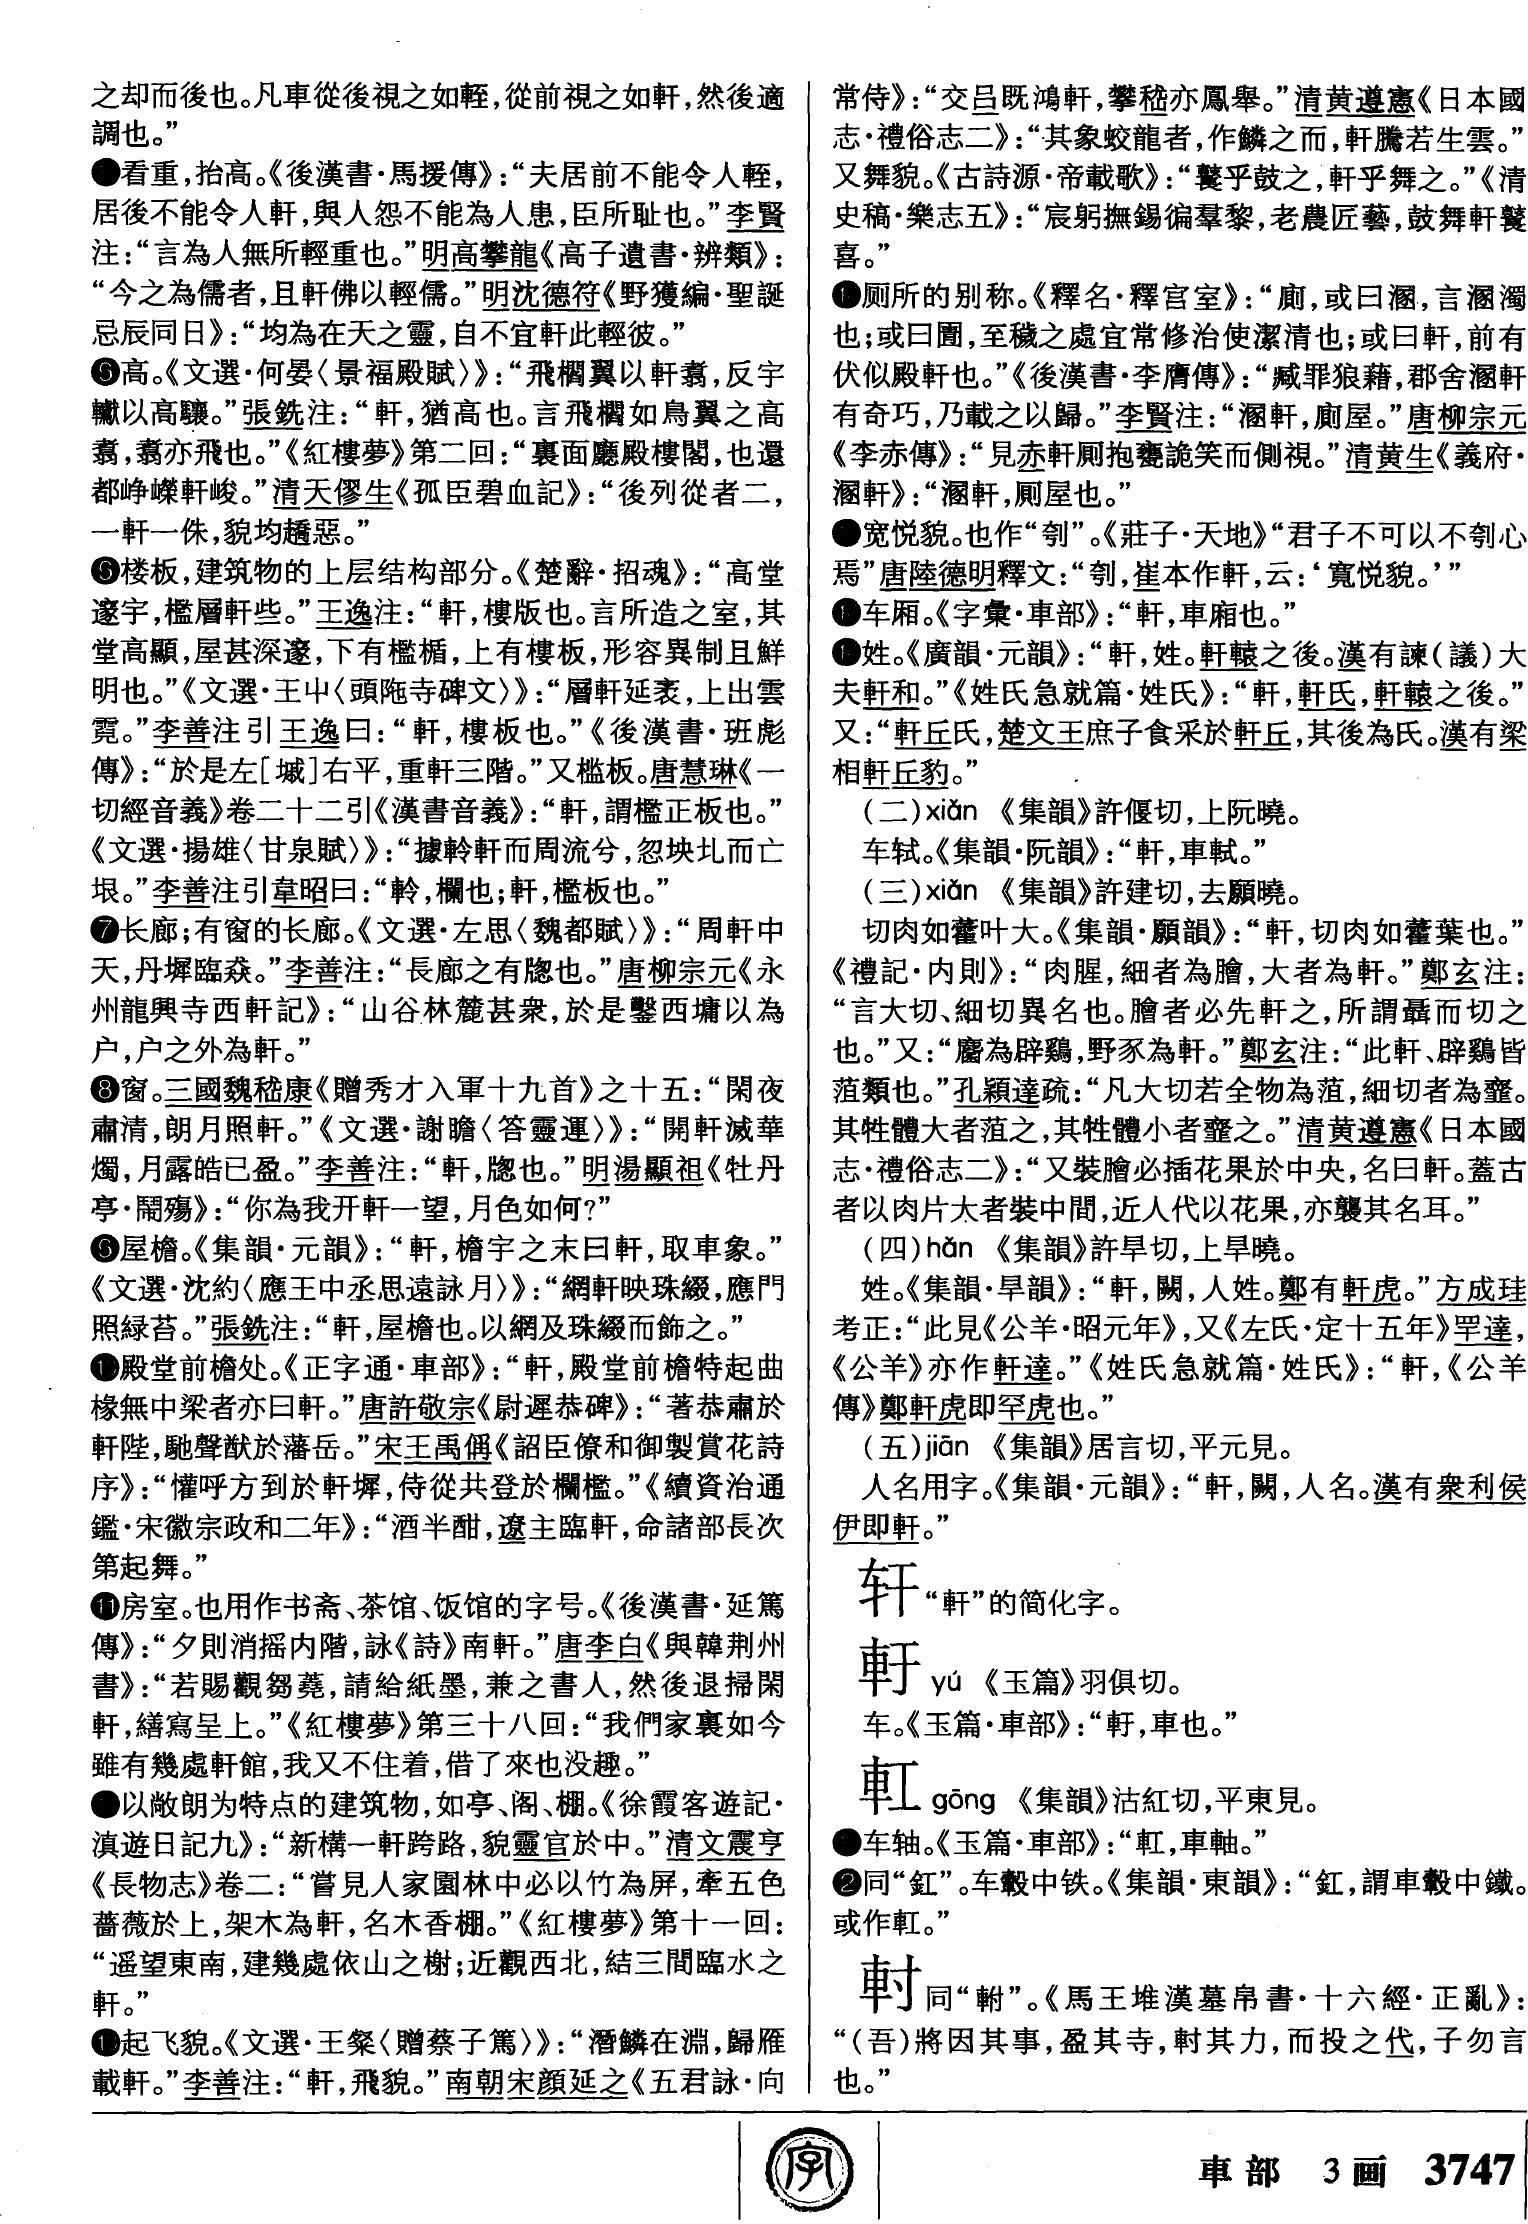 之却而後也。凡車從後視之如輊，從前視之如軒，然後適
調也。”
看重，抬高。《後漢書·馬援傳》：“夫居前不能令人輊，
居後不能令人軒，與人怨不能為人患，臣所耻也。”李賢
注：“言為人無所輕重也。”明高攀龍《高子遺書·辨類》：
“今之為儒者，且軒佛以輕儒。”明沈德符《野獲編·聖誕
忌辰同日》：“均為在天之靈，自不宜軒此輕彼。”
高。《文選·何晏〈景福殿賦〉》：“飛櫩翼以軒翥，反宇
轍以高驤。”張銑注：“軒，猶高也。言飛櫩如鳥翼之高
翥，翥亦飛也。”《紅樓夢》第二回：“裏面廳殿樓閣，也還
都峥嶸軒峻。”清天僇生《孤臣碧血記》：“後列從者二，
一軒一侏，貌均趫惡。”
楼板，建筑物的上层结构部分。《楚辭·招魂》：“高堂
邃宇，檻層軒些。”王逸注：“軒，樓版也。言所造之室，其
堂高顯，屋甚深邃，下有檻楯，上有樓板，形容異制且鮮
明也。”《文選·王屮〈頭陁寺碑文〉》：“層軒延袤，上出雲
霓。”李善注引王逸曰：“軒，樓板也。”《後漢書·班彪
傳》：“於是左[墄]右平，重軒三階。”又槛板。唐慧琳《一
切經音義》卷二十二引《漢書音義》：“軒，謂檻正板也。”
《文選·揚雄〈甘泉賦〉》：“據軨軒而周流兮，忽坱圠而亡
垠。”李善注引韋昭曰：“軨，欄也；軒，檻板也。”
❼长廊；有窗的长廊。《文選·左思〈魏都賦〉》：“周軒中
天，丹墀臨猋。”李善注：“長廊之有牎也。”唐柳宗元《永
州龍興寺西軒記》：“山谷林麓甚衆，於是鑿西墉以為
户，户之外為軒。”
❽窗。三國魏嵇康《贈秀才入軍十九首》之十五：“閑夜
肅清，朗月照軒。”《文選·謝瞻〈答靈運〉》：“開軒滅華
燭，月露皓已盈。”李善注：“軒，牎也。”明湯顯祖《牡丹
亭·鬧殤》：“你為我开軒一望，月色如何？”
屋檐。《集韻·元韻》：“軒，檐宇之末曰軒，取車象。”
《文選·沈約〈應王中丞思遠詠月〉》：“網軒映珠綴，應門
照緑苔。”張銑注：“軒，屋檐也。以網及珠綴而飾之。”
殿堂前檐处。《正字通·車部》：“軒，殿堂前檐特起曲
椽無中梁者亦曰軒。”唐許敬宗《尉遲恭碑》：“著恭肅於
軒陛，馳聲猷於藩岳。”宋王禹偁《詔臣僚和御製賞花詩
序》：“懽呼方到於軒墀，侍從共登於欄檻。”《續資治通
鑑·宋徽宗政和二年》：“酒半酣，遼主臨軒，命諸部長次
第起舞。”
⓫房室。也用作书斋、茶馆、饭馆的字号。《後漢書·延篤
傳》：“夕則消摇内階，詠《詩》南軒。”唐李白《與韓荆州
書》：“若賜觀芻蕘，請給紙墨，兼之書人，然後退掃閑
軒，繕寫呈上。”《紅樓夢》第三十八回：“我們家裏如今
雖有幾處軒館，我又不住着，借了來也没趣。”
以敞朗为特点的建筑物，如亭、阁、棚。《徐霞客遊記·
滇遊日記九》：“新構一軒跨路，貌靈官於中。”清文震亨
《長物志》卷二：“嘗見人家園林中必以竹為屏，牽五色
薔薇於上，架木為軒，名木香棚。”《紅樓夢》第十一回：
“遥望東南，建幾處依山之榭；近觀西北，結三間臨水之
軒。”
起飞貌。《文選·王粲〈贈蔡子篤〉》：“潛鱗在淵，歸雁
載軒。”李善注：“軒，飛貌。”南朝宋顔延之《五君詠·向
常侍》：“交吕既鴻軒，攀嵇亦鳳舉。”清黄遵憲《日本國
志·禮俗志二》：“其象蛟龍者，作鱗之而，軒騰若生雲。”
又舞貌。《古詩源·帝載歌》：“鼚乎鼓之，軒乎舞之。”《清
史稿·樂志五》：“宸躬撫錫徧羣黎，老農匠藝，鼓舞軒鼚
喜。”
厕所的别称。《釋名·釋宫室》：“廁，或曰溷，言溷濁
也；或曰圊，至穢之處宜常修治使潔清也；或曰軒，前有
伏似殿軒也。”《後漢書·李膺傳》：“臧罪狼藉，郡舍溷軒
有奇巧，乃載之以歸。”李賢注：“溷軒，廁屋。”唐柳宗元
《李赤傳》：“見赤軒厠抱甕詭笑而側視。”清黄生《義府·
溷軒》：“溷軒，厠屋也。”
宽悦貌。也作“刳”。《莊子·天地》“君子不可以不刳心
焉”唐陸德明釋文：“刳，崔本作軒，云：‘寬悦貌。’”
车厢。《字彙·車部》：“軒，車廂也。”
姓。《廣韻·元韻》：“軒，姓。軒轅之後。漢有諫(議)大
夫軒和。”《姓氏急就篇·姓氏》：“軒，軒氏，軒轅之後。”
又：“軒丘氏，楚文王庶子食采於軒丘，其後為氏。漢有梁
相軒丘豹。”
(二)xiǎn 《集韻》許偃切，上阮曉。
车轼。《集韻·阮韻》：“軒，車軾。”
(三)xiǎn 《集韻》許建切，去願曉。
切肉如藿叶大。《集韻·願韻》：“軒，切肉如藿葉也。”
《禮記·内則》：“肉腥，細者為膾，大者為軒。”鄭玄注：
“言大切、細切異名也。膾者必先軒之，所謂聶而切之
也。”又：“麕為辟鷄，野豕為軒。”鄭玄注：“此軒、辟鷄皆
菹類也。”孔穎達疏：“凡大切若全物為菹，細切者為韲。
其牲體大者菹之，其牲體小者韲之。”清黄遵憲《日本國
志·禮俗志二》：“又裝膾必插花果於中央，名曰軒。蓋古
者以肉片大者裝中間，近人代以花果，亦襲其名耳。”
(四)hǎn 《集韻》許旱切，上旱曉。
姓。《集韻·旱韻》：“軒，闕，人姓。鄭有軒虎。”方成珪
考正：“此見《公羊·昭元年》，又《左氏·定十五年》罕達，
《公羊》亦作軒達。”《姓氏急就篇·姓氏》：“軒，《公羊
傳》鄭軒虎即罕虎也。”
(五)jiān 《集韻》居言切，平元見。
人名用字。《集韻·元韻》：“軒，闕，人名。漢有衆利侯
伊即軒。”
轩 “軒”的简化字。
軒 yú 《玉篇》羽俱切。
车。《玉篇·車部》：“軒，車也。”
軠 gōng 《集韻》沽紅切，平東見。
车轴。《玉篇·車部》：“𨊧，車軸。”
❷同“釭”。车轂中铁。《集韻·東韻》：“釭，謂車轂中鐵。
或作𨊧。”
𨊻同“軵”。《馬王堆漢墓帛書·十六經·正亂》：
“(吾)將因其事，盈其寺，𨊻其力，而投之代，子勿言
也。”
字
車部 3画 3747